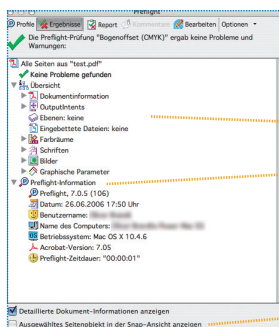 Preflight
Profile Ergebnisse Report Kommentare Bearbeiten Optionen
Die Preflight-Prüfung "Bogenoffset (CMYK)" ergab keine Probleme und
Warnungen:
Alle Seiten aus "test.pdf"
Keine Probleme gefunden
Übersicht
Dokumentinformation
OutputIntents
Ebenen: keine
Eingebettete Dateien: keine
Farbräume
Schriften
Bilder
Graphische Parameter
Preflight-Information
Preflight, 7.0.5 (106)
Datum: 26.06.2006 17:50 Uhr
Benutzername:
Name des Computers:
Betriebssystem: Mac OS X 10.4.6
Acrobat-Version: 7.05
Preflight-Zeitdauer: "00:00:01"
Detaillierte Dokument-Informationen anzeigen
Ausgewähltes Seitenobjekt in der Snap-Ansicht anzeigen